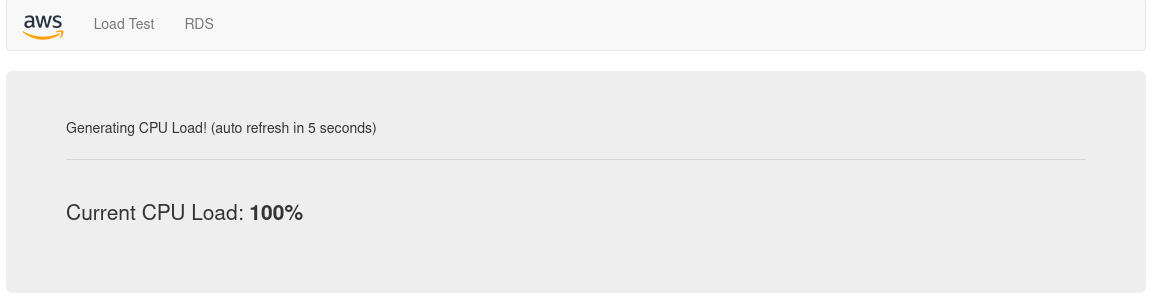 aws Load Test RDS
Generating CPU Load! (auto refresh in 5 seconds)
Current CPU Load: 100%